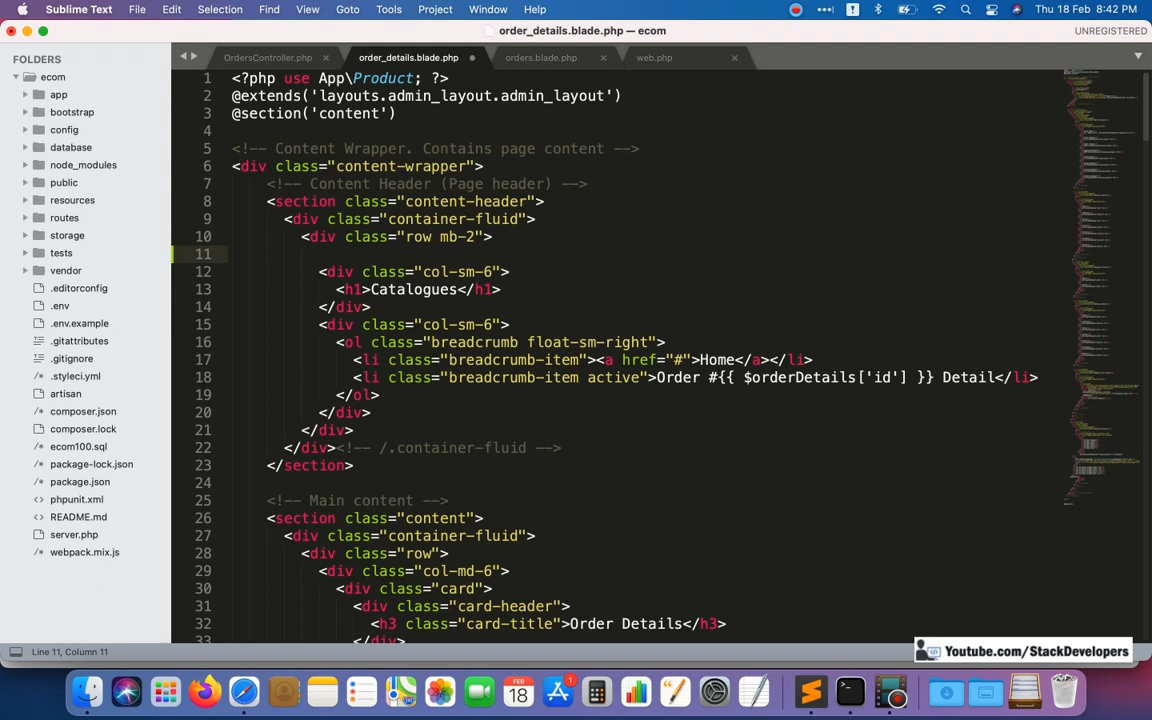 Sublime Text File Edit Selection Find View Goto Tools Project Window Help Thu 18 Feb 8:42 PM
order_details.blade.php — ecom UNREGISTERED
FOLDERS
ecom
app
bootstrap
config
database
node_modules
public
resources
routes
storage
tests
vendor
.editorconfig
.env
.env.example
.gitattributes
.gitignore
.styleci.yml
artisan
composer.json
composer.lock
ecom100.sql
package-lock.json
package.json
phpunit.xml
README.md
server.php
webpack.mix.js
OrdersController.php order_details.blade.php orders.blade.php web.php
1 <?php use App\Product; ?>
2 @extends('layouts.admin_layout.admin_layout')
3 @section('content')
4
5 <!-- Content Wrapper. Contains page content -->
6 <div class="content-wrapper">
7 <!-- Content Header (Page header) -->
8 <section class="content-header">
9 <div class="container-fluid">
10 <div class="row mb-2">
11
12 <div class="col-sm-6">
13 <h1>Catalogues</h1>
14 </div>
15 <div class="col-sm-6">
16 <ol class="breadcrumb float-sm-right">
17 <li class="breadcrumb-item"><a href="#">Home</a></li>
18 <li class="breadcrumb-item active">Order #{{ $orderDetails['id'] }} Detail</li>
19 </ol>
20 </div>
21 </div>
22 </div><!-- /.container-fluid -->
23 </section>
24
25 <!-- Main content -->
26 <section class="content">
27 <div class="container-fluid">
28 <div class="row">
29 <div class="col-md-6">
30 <div class="card">
31 <div class="card-header">
32 <h3 class="card-title">Order Details</h3>
33 </div>
Line 11, Column 11
Youtube.com/StackDevelopers
FEB
18
1